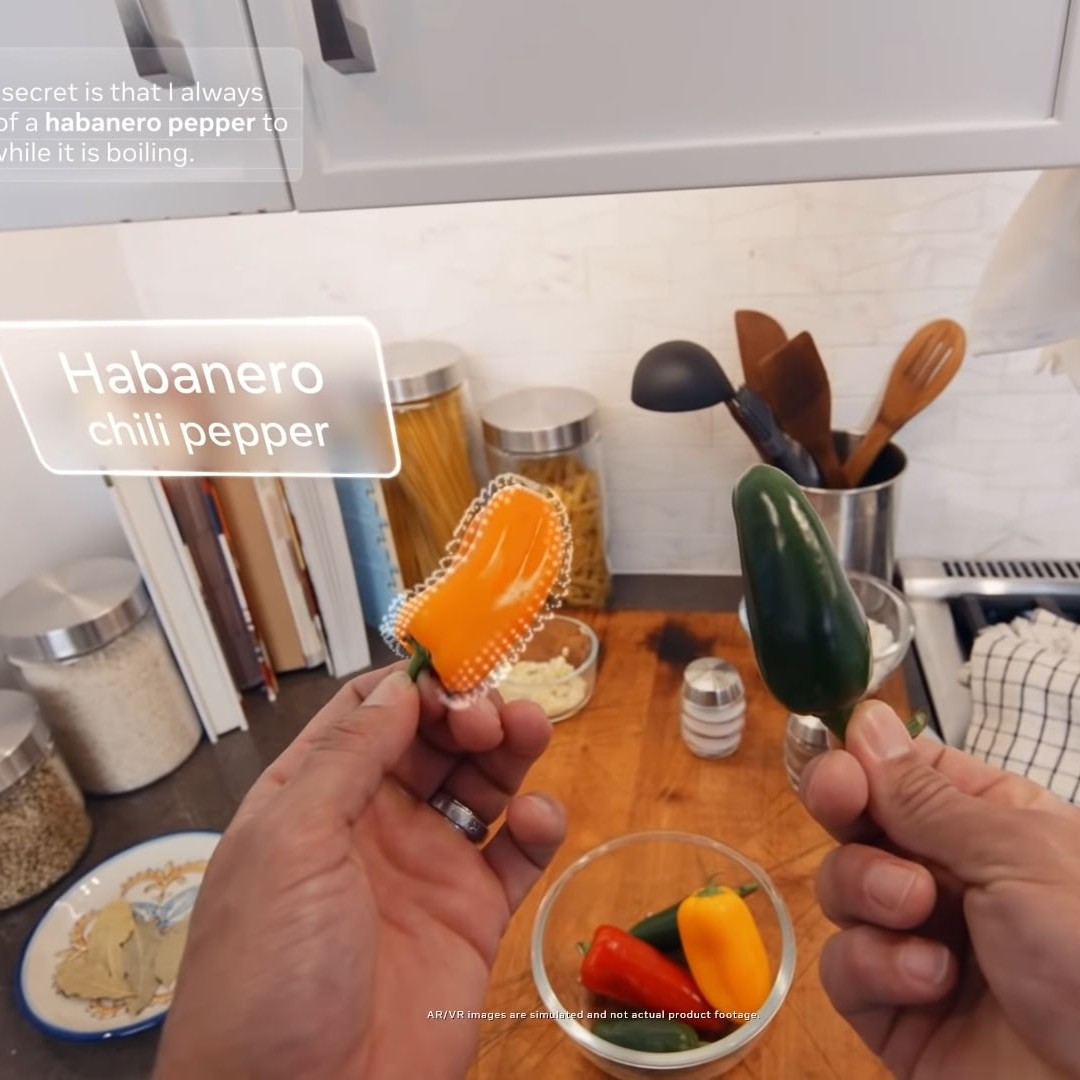 secret is that I always
of a habanero pepper to
while it is boiling.
Habanero
chili pepper
AR/VR images are simulated and not actual product footage.